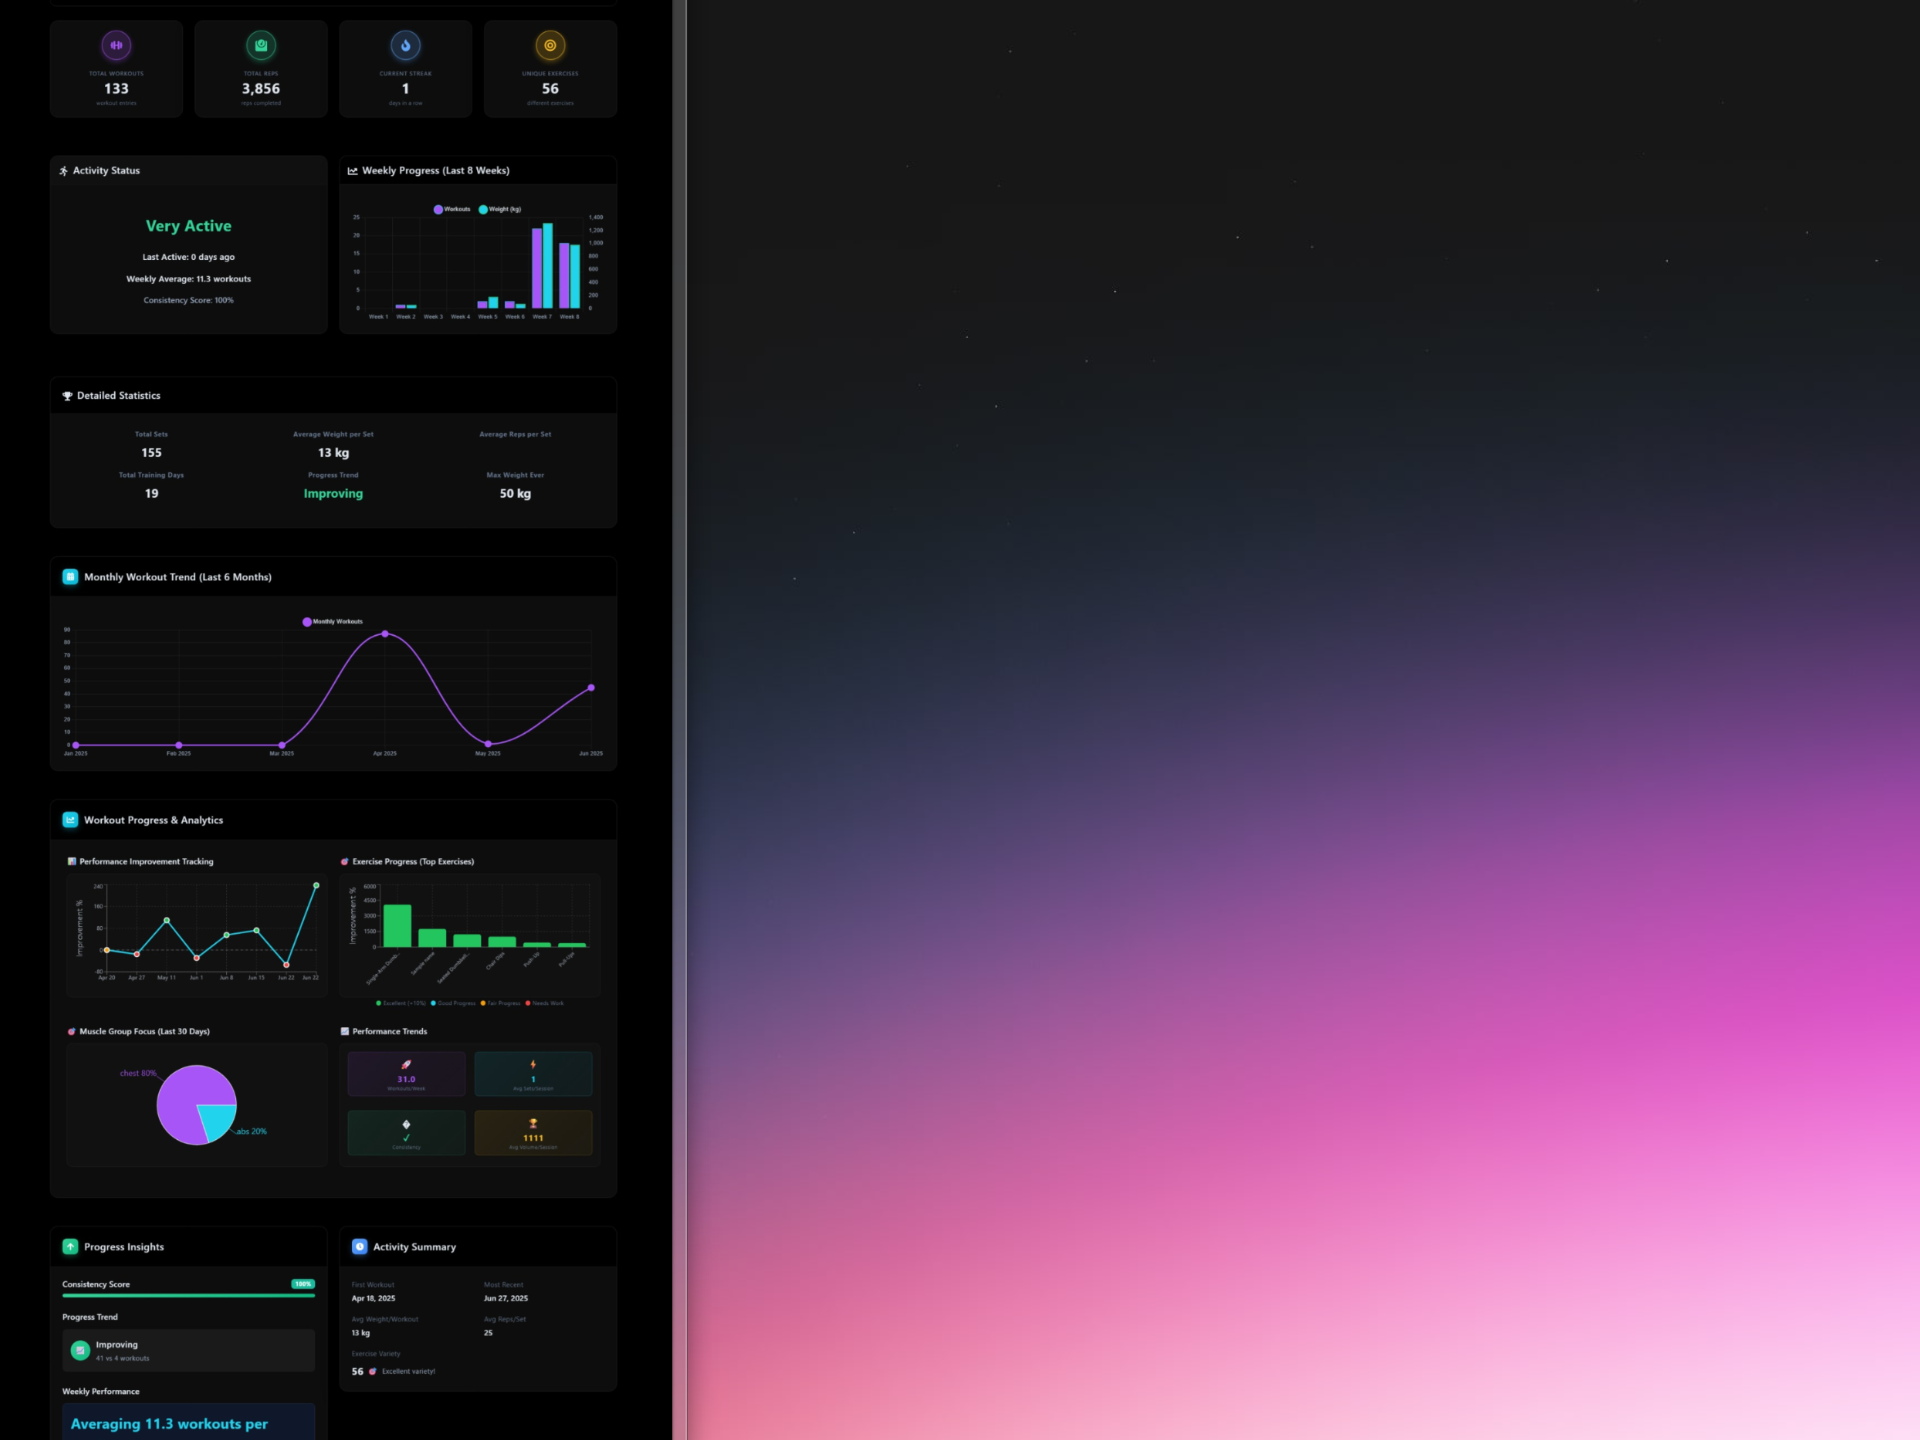 TOTAL WORKOUTS
133
workout entries
TOTAL REPS
3,856
reps completed
CURRENT STREAK
1
days in a row
UNIQUE EXERCISES
56
different exercises
Activity Status
Very Active
Last Active: 0 days ago
Weekly Average: 11.3 workouts
Consistency Score: 100%
Weekly Progress (Last 8 Weeks)
Workouts Weight (kg)
25
20
15
10
5
0
1,400
1,200
1,000
800
600
400
200
0
Week 1 Week 2 Week 3 Week 4 Week 5 Week 6 Week 7 Week 8
Detailed Statistics
Total Sets
155
Average Weight per Set
13 kg
Average Reps per Set
Total Training Days
19
Progress Trend
Improving
Max Weight Ever
50 kg
Monthly Workout Trend (Last 6 Months)
Monthly Workouts
90
80
70
60
50
40
30
20
10
0
Jan 2025 Feb 2025 Mar 2025 Apr 2025 May 2025 Jun 2025
Workout Progress & Analytics
Performance Improvement Tracking
Improvement %
240
160
80
0
-80
Apr 20 Apr 27 May 11 Jun 1 Jun 8 Jun 15 Jun 22 Jun 22
Exercise Progress (Top Exercises)
Improvement %
6000
4500
3000
1500
0
Single Arm Dumb...
Sample name
Seated Dumbbell...
Chair Dips
Push-Up
Pull-Ups
Excellent (>10%) Good Progress Fair Progress Needs Work
Muscle Group Focus (Last 30 Days)
chest 80%
abs 20%
Performance Trends
31.0
Workouts/Week
1
Avg Sets/Session
✓
Consistency
1111
Avg Volume/Session
Progress Insights
Consistency Score 100%
Progress Trend
Improving
41 vs 4 workouts
Weekly Performance
Averaging 11.3 workouts per
Activity Summary
First Workout
Apr 18, 2025
Most Recent
Jun 27, 2025
Avg Weight/Workout
13 kg
Avg Reps/Set
25
Exercise Variety
56 Excellent variety!